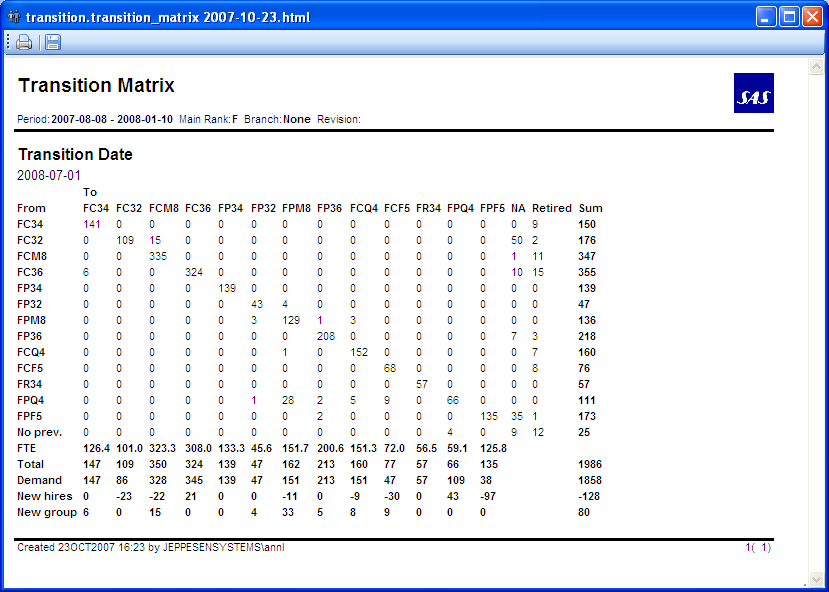 transition.transition_matrix 2007-10-23.html
Transition Matrix
SAS
Period: 2007-08-08 - 2008-01-10 Main Rank: F Branch: None Revision:
Transition Date
2008-07-01
To
From FC34 FC32 FCM8 FC36 FP34 FP32 FPM8 FP36 FCQ4 FCF5 FR34 FPQ4 FPF5 NA Retired Sum
FC34 141 0 0 0 0 0 0 0 0 0 0 0 0 0 9 150
FC32 0 109 15 0 0 0 0 0 0 0 0 0 0 50 2 176
FCM8 0 0 335 0 0 0 0 0 0 0 0 0 0 1 11 347
FC36 6 0 0 324 0 0 0 0 0 0 0 0 0 10 15 355
FP34 0 0 0 0 139 0 0 0 0 0 0 0 0 0 0 139
FP32 0 0 0 0 0 43 4 0 0 0 0 0 0 0 0 47
FPM8 0 0 0 0 0 3 129 1 3 0 0 0 0 0 0 136
FP36 0 0 0 0 0 0 0 208 0 0 0 0 0 7 3 218
FCQ4 0 0 0 0 0 0 1 0 152 0 0 0 0 0 7 160
FCF5 0 0 0 0 0 0 0 0 0 68 0 0 0 0 8 76
FR34 0 0 0 0 0 0 0 0 0 0 57 0 0 0 0 57
FPQ4 0 0 0 0 0 1 28 2 5 9 0 66 0 0 0 111
FPF5 0 0 0 0 0 0 0 2 0 0 0 0 135 35 1 173
No prev. 0 0 0 0 0 0 0 0 0 0 0 4 0 9 12 25
FTE 126.4 101.0 323.3 308.0 133.3 45.6 151.7 200.6 151.3 72.0 56.5 59.1 125.8
Total 147 109 350 324 139 47 162 213 160 77 57 66 135 1986
Demand 147 86 328 345 139 47 151 213 151 47 57 109 38 1858
New hires 0 -23 -22 21 0 0 -11 0 -9 -30 0 43 -97 -128
New group 6 0 15 0 0 4 33 5 8 9 0 0 0 80
Created 23OCT2007 16:23 by JEPPESENSYSTEMS\annl 1( 1)